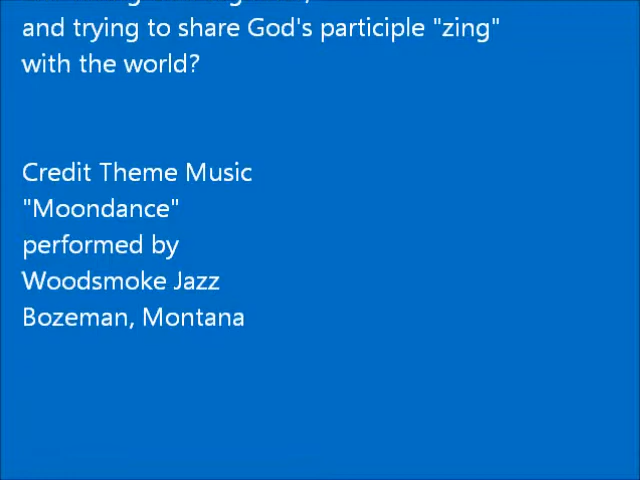 and trying to share God's participle "zing"
with the world?
Credit Theme Music
"Moondance"
performed by
Woodsmoke Jazz
Bozeman, Montana